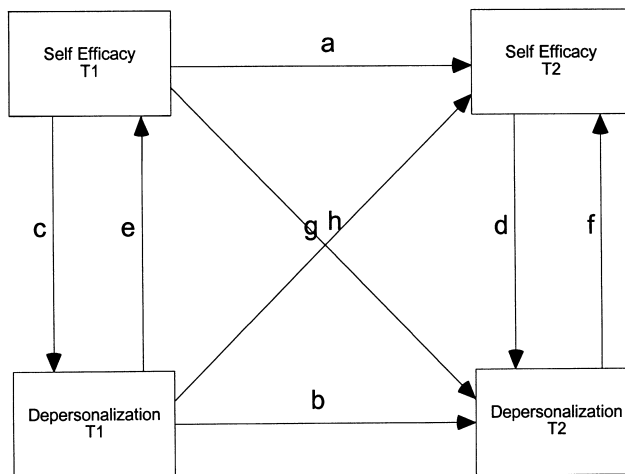 Self Efficacy
T1
a
Self Efficacy
T2
c
e
g
h
d
f
Depersonalization
T1
b
Depersonalization
T2